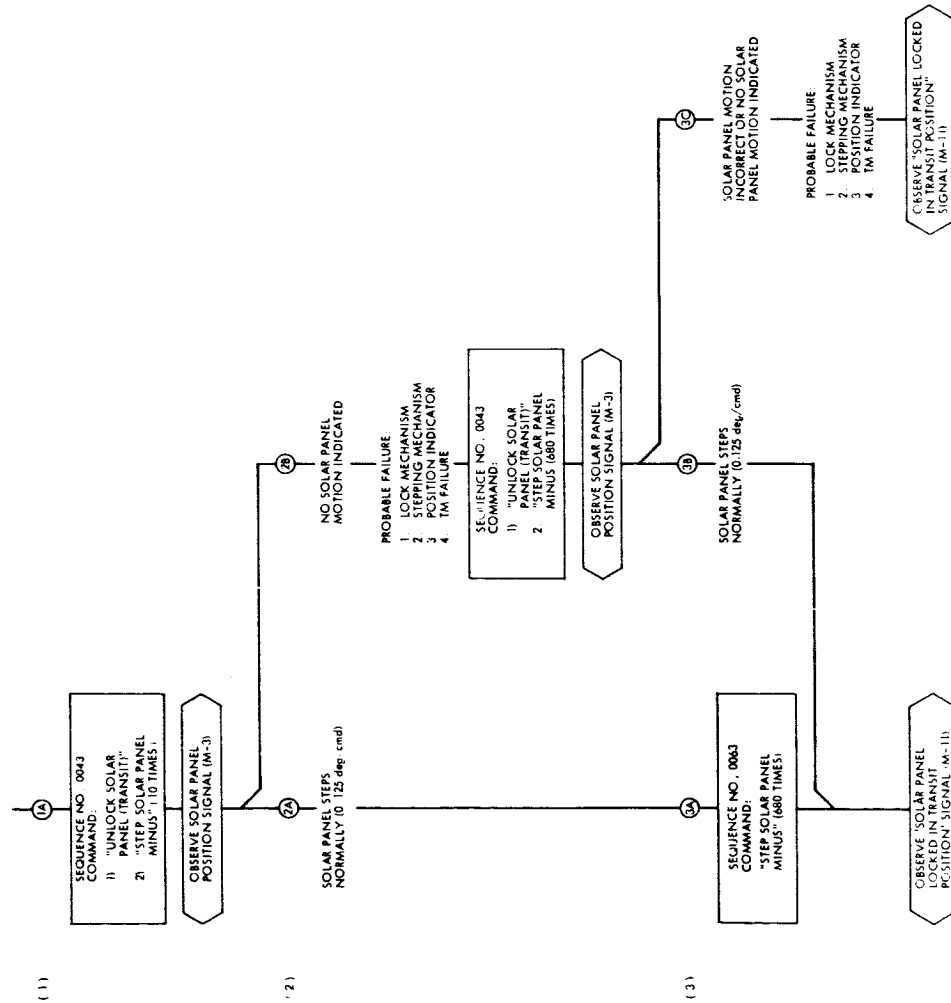 (1)
1A
SEQUENCE NO. 0043
COMMAND:
1) "UNLOCK SOLAR
PANEL (TRANSIT)"
2) "STEP SOLAR PANEL
MINUS" (10 TIMES)
OBSERVE SOLAR PANEL
POSITION SIGNAL (M-3)
(2)
2A
SOLAR PANEL STEPS
NORMALLY (0.125 deg/cmd)
2B
NO SOLAR PANEL
MOTION INDICATED
PROBABLE FAILURE:
1. LOCK MECHANISM
2. STEPPING MECHANISM
3 POSITION INDICATOR
4. TM FAILURE
SEQUENCE NO. 0043
COMMAND:
1) "UNLOCK SOLAR
PANEL (TRANSIT)"
2 "STEP SOLAR PANEL
MINUS (680 TIMES)
OBSERVE SOLAR PANEL
POSITION SIGNAL (M-3)
(3)
3A
SEQUENCE NO. 0063
COMMAND:
"STEP SOLAR PANEL
MINUS" (680 TIMES)
3B
SOLAR PANEL STEPS
NORMALLY (0.125 deg/cmd)
3C
SOLAR PANEL MOTION
INCORRECT OR NO SOLAR
PANEL MOTION INDICATED
PROBABLE FAILURE:
1 LOCK MECHANISM
2. STEPPING MECHANISM
3 POSITION INDICATOR
4. TM FAILURE
OBSERVE "SOLAR PANEL
LOCKED IN TRANSIT
POSITION" SIGNAL (M-11)
OBSERVE "SOLAR PANEL LOCKED
IN TRANSIT POSITION"
SIGNAL (M-11)